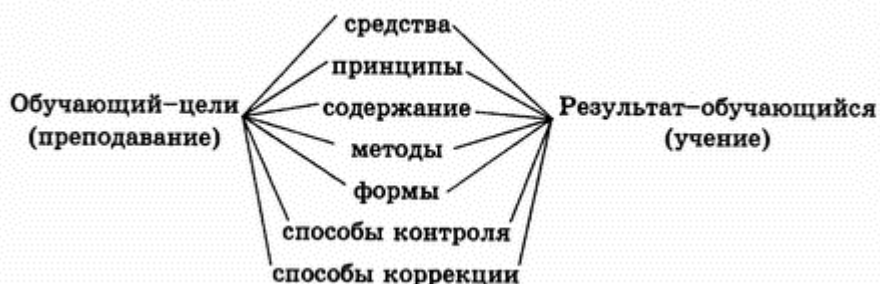 средства
принципы
Обучающий–цели
(преподавание)
содержание
Результат–обучающийся
(учение)
методы
формы
способы контроля
способы коррекции